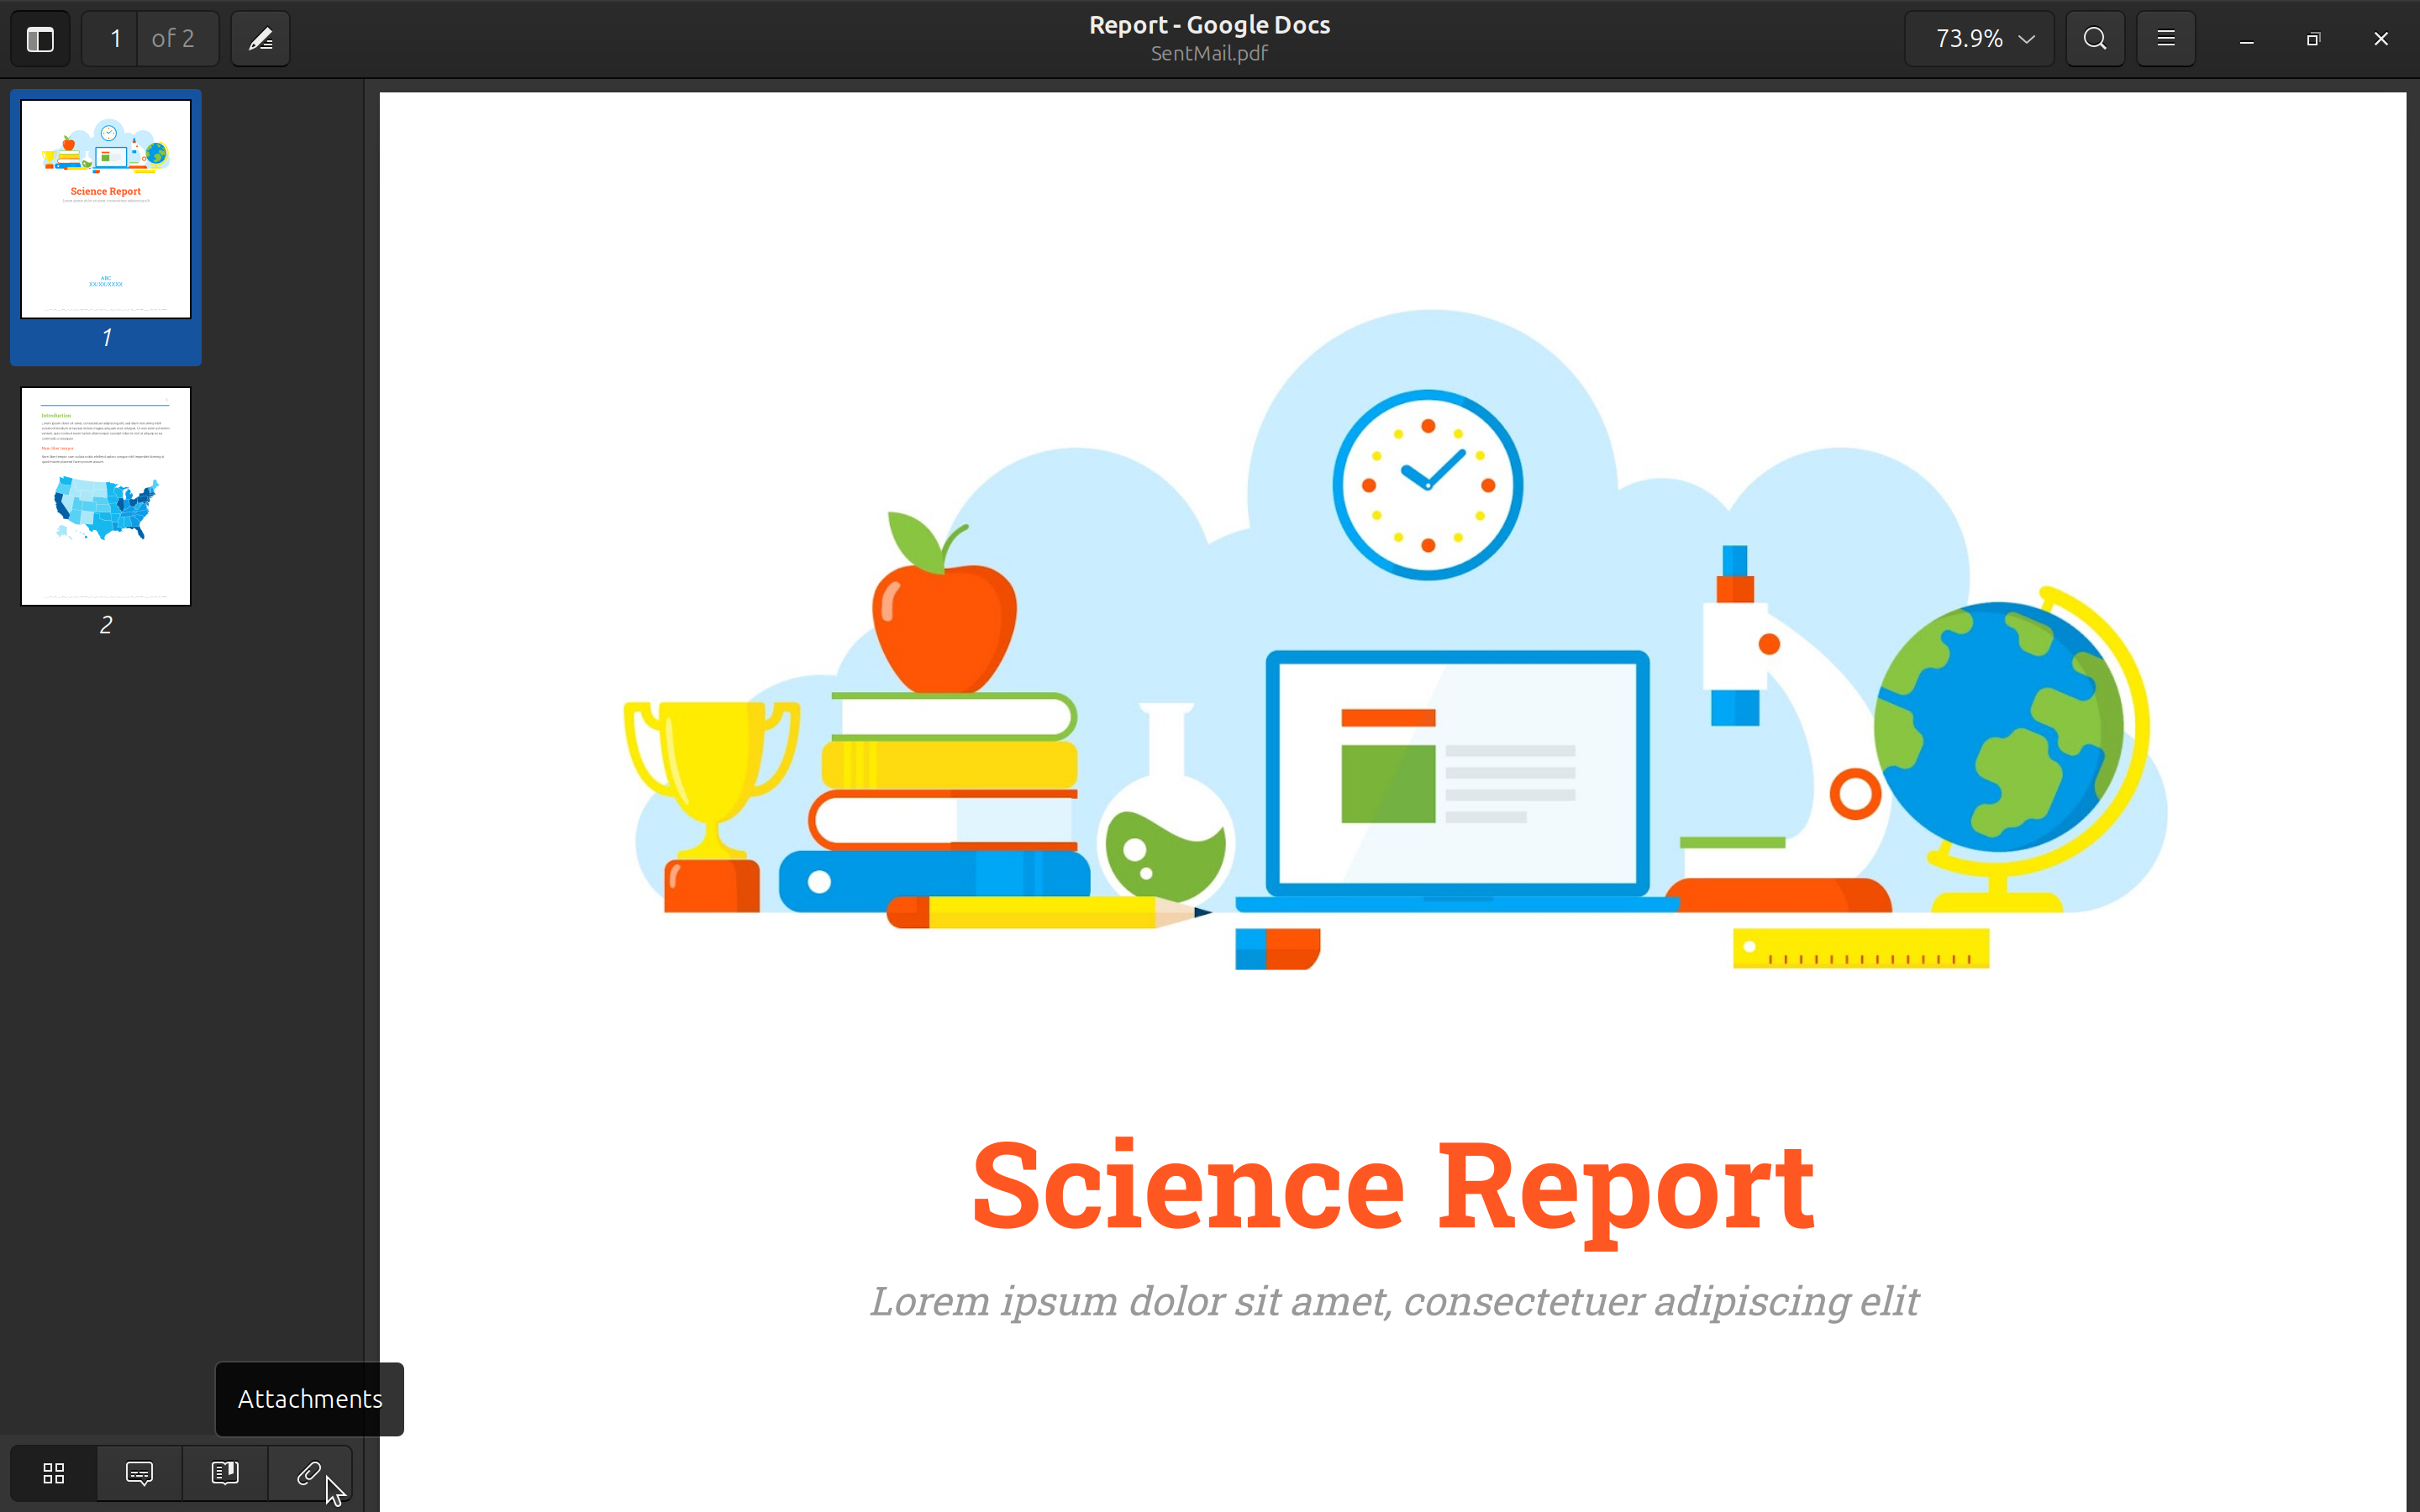 1 of 2
Report - Google Docs
SentMail.pdf
73.9%
Science Report
ABC
XX/XX/XXXX
1
Introduction
2
Science Report
Lorem ipsum dolor sit amet, consectetuer adipiscing elit
Attachments